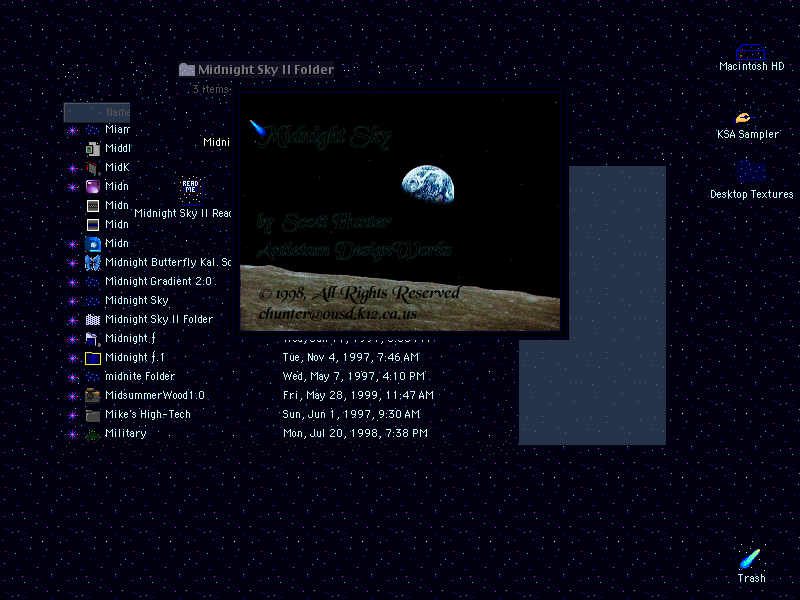 Midnight Sky II Folder
3 items
Macintosh HD
Name
KSA Sampler
Miam
Midnight Sky
Middl
Midni
MidK
READ ME
Midn
Desktop Textures
Midn
Midnight Sky II Read
Midn
by Scott Hunter
Midn
Antietam DesignWorks
Midnight Butterfly Kal. Sc
Midnight Gradient 2.0
Midnight Sky
© 1998, All Rights Reserved
Midnight Sky II Folder
chunter@ousd.k12.ca.us
Midnight ƒ
Midnight ƒ.1
Tue, Nov 4, 1997, 7:46 AM
midnite Folder
Wed, May 7, 1997, 4:10 PM
MidsummerWood1.0
Fri, May 28, 1999, 11:47 AM
Mike's High-Tech
Sun, Jun 1, 1997, 9:30 AM
Military
Mon, Jul 20, 1998, 7:38 PM
Trash